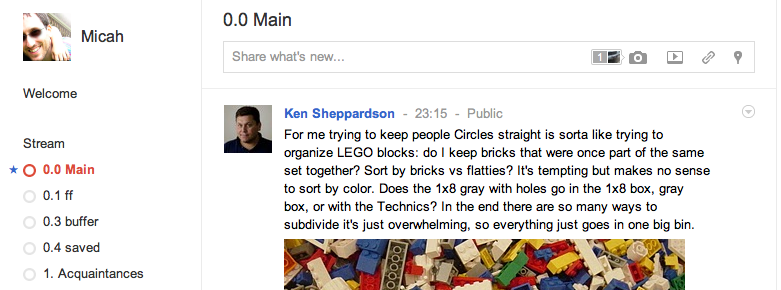 Micah
Welcome
Stream
0.0 Main
0.1 ff
0.3 buffer
0.4 saved
1. Acquaintances
0.0 Main
Share what's new...
1
Ken Sheppardson - 23:15 - Public
For me trying to keep people Circles straight is sorta like trying to
organize LEGO blocks: do I keep bricks that were once part of the same
set together? Sort by bricks vs flatties? It's tempting but makes no sense
to sort by color. Does the 1x8 gray with holes go in the 1x8 box, gray
box, or with the Technics? In the end there are so many ways to
subdivide it's just overwhelming, so everything just goes in one big bin.